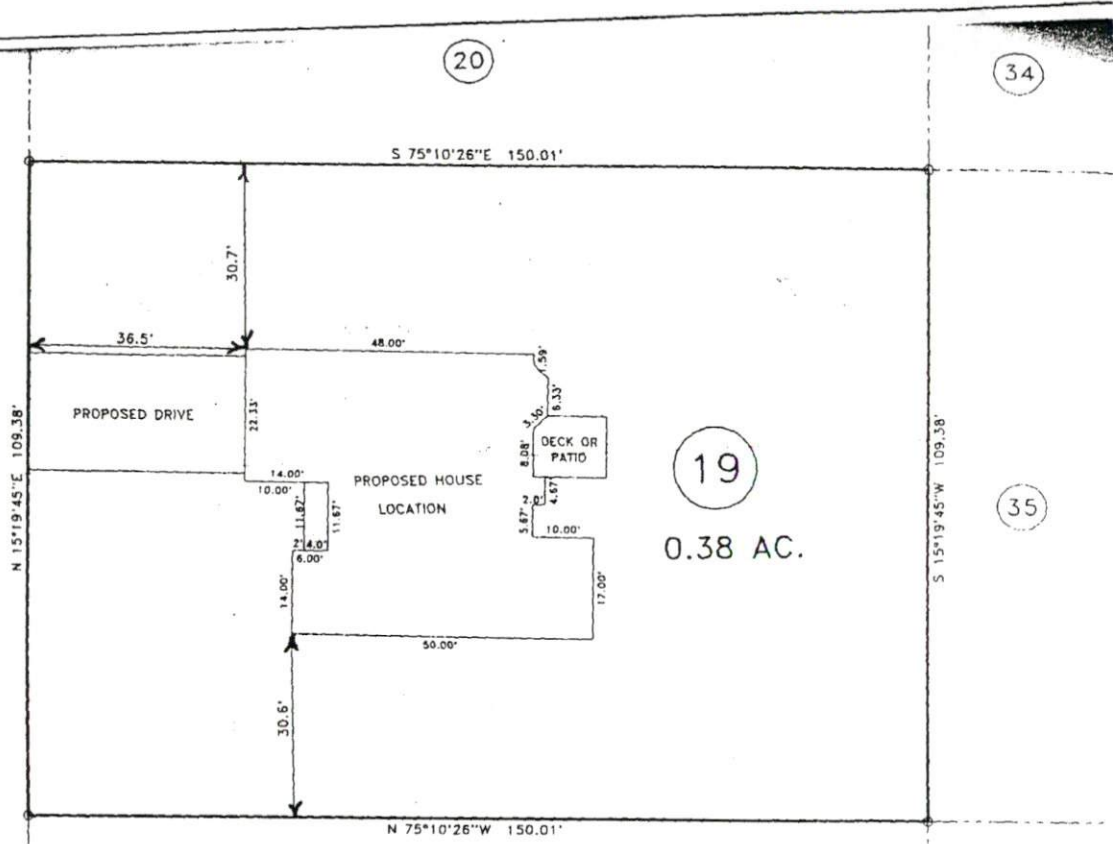 20
34
S 75°10'26"E 150.01'
30.7'
36.5'
48.00'
1.59'
6.33'
PROPOSED DRIVE
22.33'
3.30'
8.08'
DECK OR
PATIO
N 15°19'45"E 109.38'
S 15°19'45"W 109.38'
19
0.38 AC.
35
14.00'
10.00'
PROPOSED HOUSE
LOCATION
11.67'
11.67'
2.0'
4.67'
5.67'
10.00'
2'
4.0'
6.00'
14.00'
17.00'
50.00'
30.6'
N 75°10'26"W 150.01'